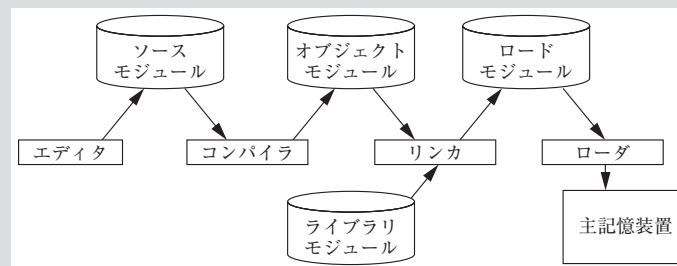 ソース
モジュール
オブジェクト
モジュール
ロード
モジュール
エディタ
コンパイラ
リンカ
ローダ
ライブラリ
モジュール
主記憶装置